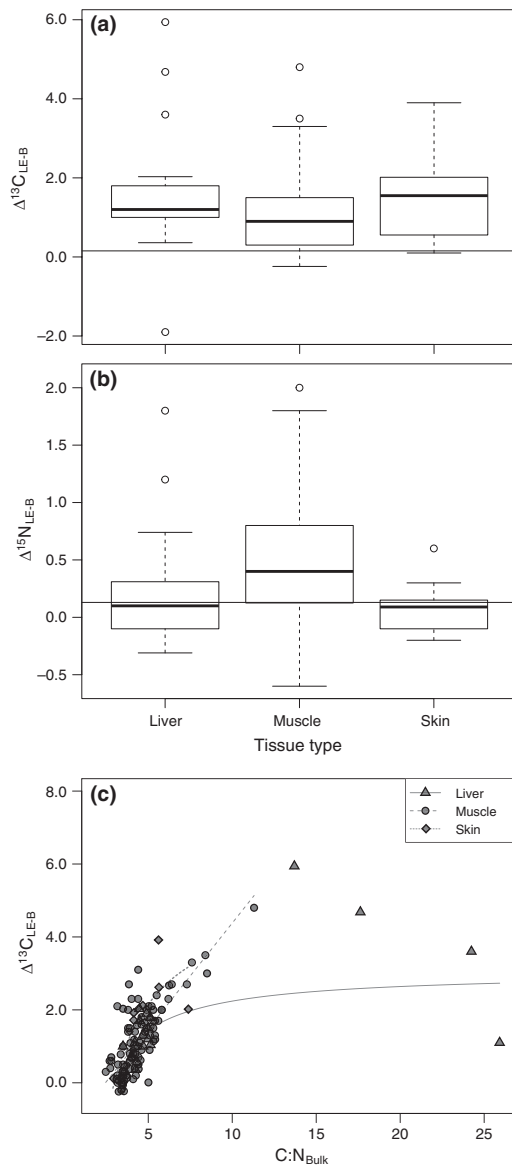 (a)
6.0
4.0
2.0
0.0
−2.0
Δ13CLE-B
(b)
2.0
1.5
1.0
0.5
0.0
−0.5
Δ15NLE-B
Liver Muscle Skin
Tissue type
(c)
8.0
6.0
4.0
2.0
0.0
Δ13CLE-B
Liver
Muscle
Skin
5 10 15 20 25
C:NBulk